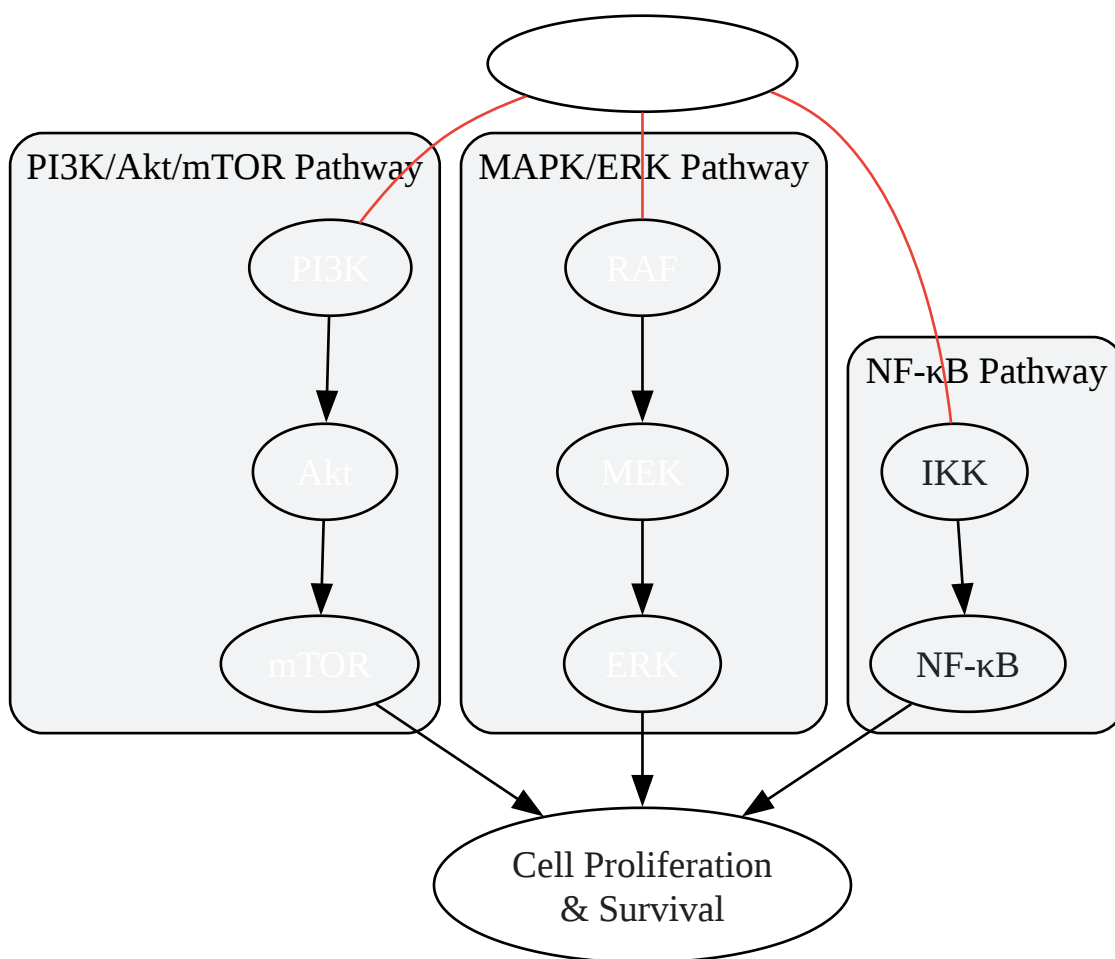 PI3K/Akt/mTOR Pathway
MAPK/ERK Pathway
PI3K
RAF
NF-κB Pathway
Akt
MEK
IKK
mTOR
ERK
NF-κB
Cell Proliferation
& Survival